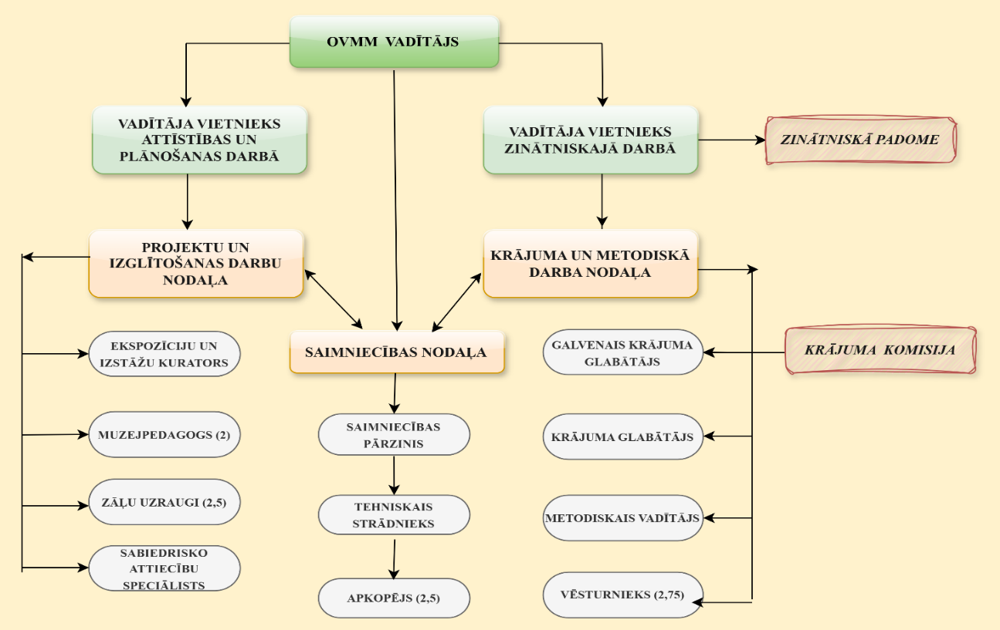 OVMM VADĪTĀJS
VADĪTĀJA VIETNIEKS
ATTĪSTĪBAS UN
PLĀNOŠANAS DARBĀ
VADĪTĀJA VIETNIEKS
ZINĀTNISKAJĀ DARBĀ
ZINĀTNISKĀ PADOME
PROJEKTU UN
IZGLĪTOŠANAS DARBU
NODAĻA
KRĀJUMA UN METODISKĀ
DARBA NODAĻA
SAIMNIECĪBAS NODAĻA
EKSPOZĪCIJU UN
IZSTĀŽU KURATORS
MUZEJPEDAGOGS (2)
ZĀĻU UZRAUGI (2,5)
SABIEDRISKO
ATTIECĪBU
SPECIĀLISTS
SAIMNIECĪBAS
PĀRZINIS
TEHNISKAIS
STRĀDNIEKS
APKOPĒJS (2,5)
GALVENAIS KRĀJUMA
GLABĀTĀJS
KRĀJUMA KOMISIJA
KRĀJUMA GLABĀTĀJS
METODISKAIS VADĪTĀJS
VĒSTURNIEKS (2,75)